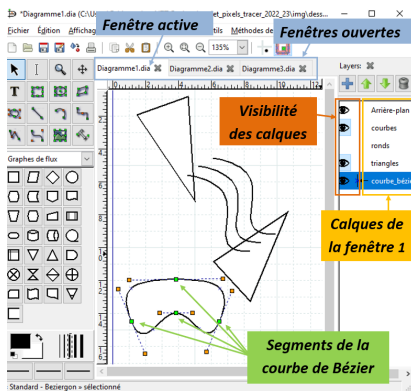 *Diagramme1.dia (C:\U
et_pixels_tracer_2022_23\img\dess...
Fenêtre active
Fenêtres ouvertes
Fichier Édition Affichag
tils Méthodes de
135%
Diagramme1.dia Diagramme2.dia Diagramme3.dia
Layers:
Visibilité
des calques
Arrière-plan
courbes
ronds
triangles
courbe_bézie
Graphes de flux
Calques de
la fenêtre 1
Segments de la
courbe de Bézier
Standard - Beziergon » sélectionné